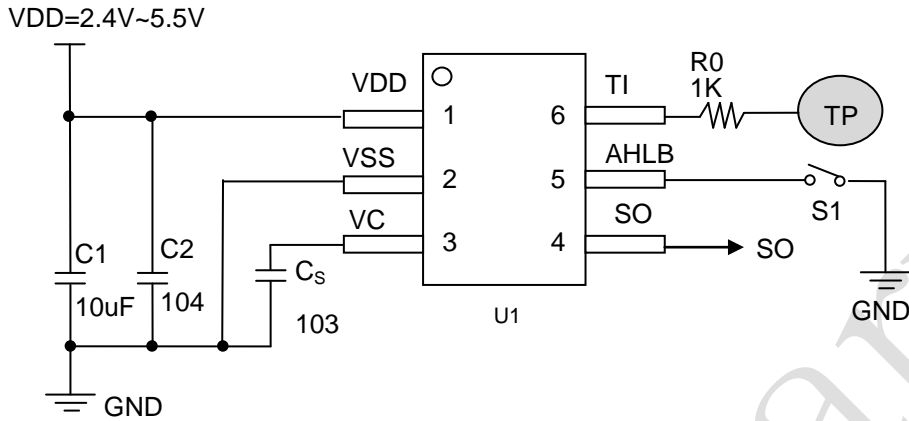 VDD=2.4V~5.5V
VDD
1
VSS
2
VC
3
TI
6
R0
1K
TP
AHLB
5
S1
SO
4
SO
C1
10uF
C2
104
CS
103
U1
GND
GND